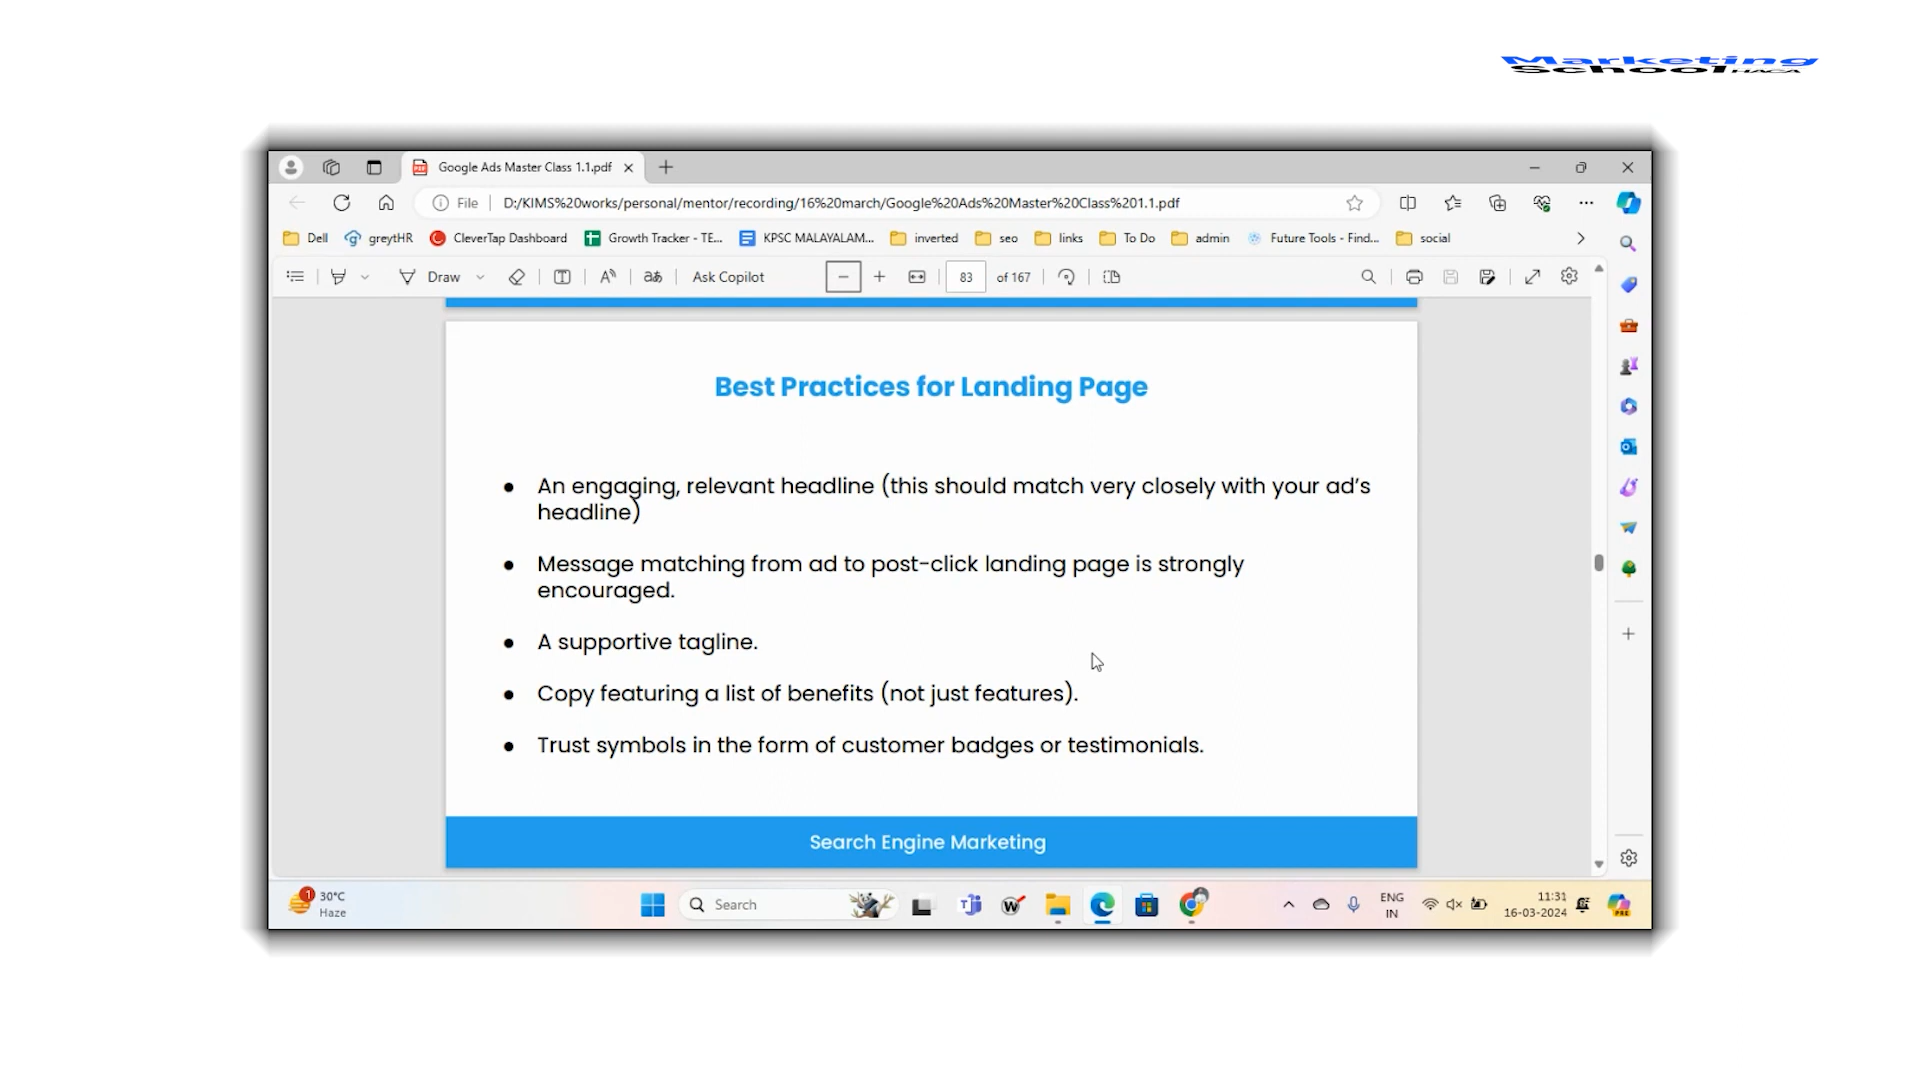 Marketing
School HACA
Google Ads Master Class 1.1.pdf
File
D:/KIMS%20works/personal/mentor/recording/16%20march/Google%20Ads%20Master%20Class%201.1.pdf
Dell
greytHR
CleverTap Dashboard
Growth Tracker - TE...
KPSC MALAYALAM...
inverted
seo
links
To Do
admin
Future Tools - Find...
social
Draw
Ask Copilot
83
of 167
Best Practices for Landing Page
● An engaging, relevant headline (this should match very closely with your ad's
headline)
● Message matching from ad to post-click landing page is strongly
encouraged.
● A supportive tagline.
● Copy featuring a list of benefits (not just features).
● Trust symbols in the form of customer badges or testimonials.
Search Engine Marketing
1
30°C
Haze
Search
ENG
IN
11:31
16-03-2024
PRE